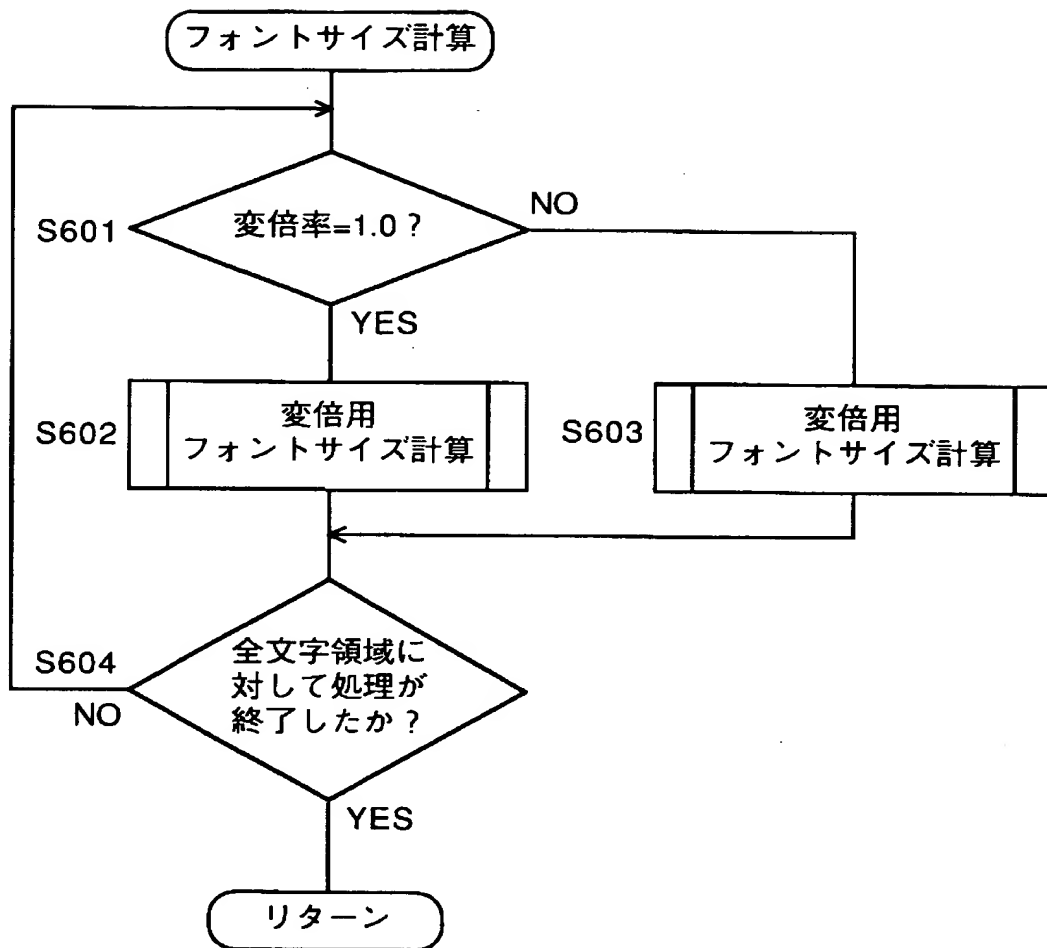 フォントサイズ計算
S601
変倍率=1.0？
NO
YES
S602
変倍用
フォントサイズ計算
S603
変倍用
フォントサイズ計算
S604
全文字領域に
対して処理が
終了したか？
NO
YES
リターン